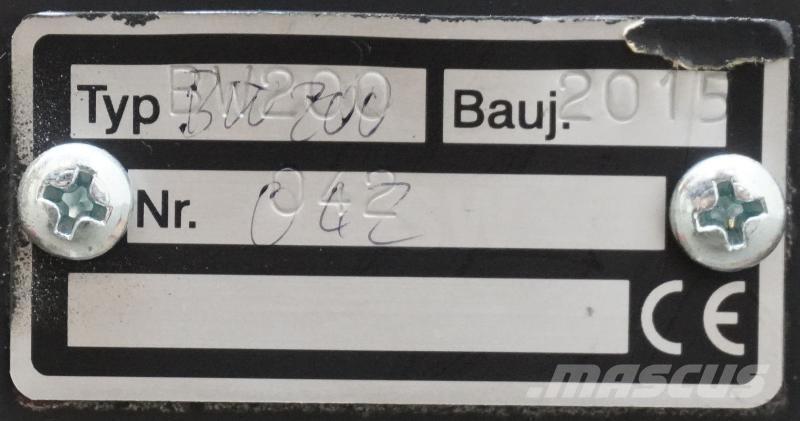 Typ BW200 Bauj. 2015
Nr. 042
CE
MASCUS